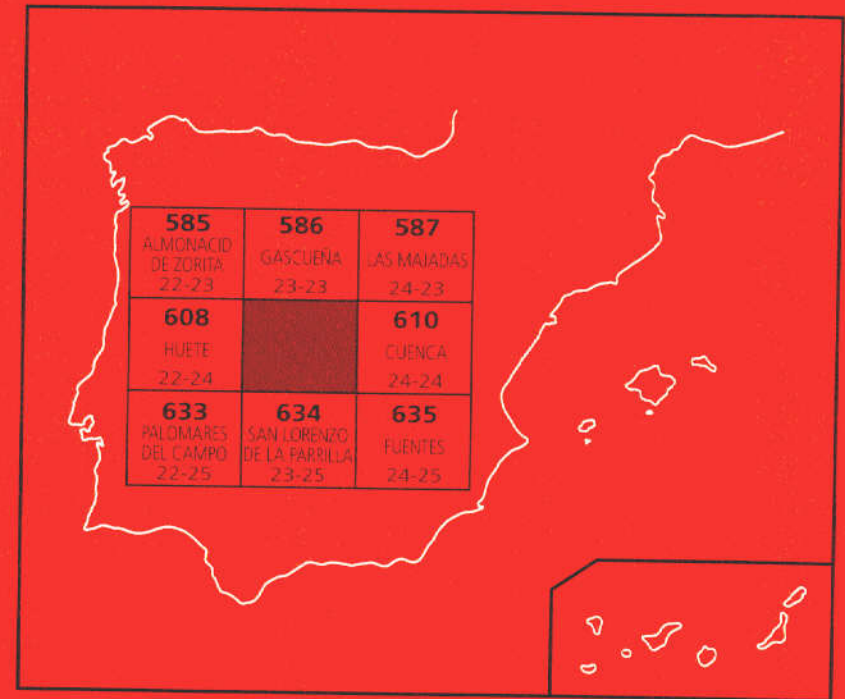 585
ALMONACID
DE ZORITA
22-23
586
GASCUEÑA
23-23
587
LAS MAJADAS
24-23
608
HUETE
22-24
610
CUENCA
24-24
633
PALOMARES
DEL CAMPO
22-25
634
SAN LORENZO
DE LA PARRILLA
23-25
635
FUENTES
24-25